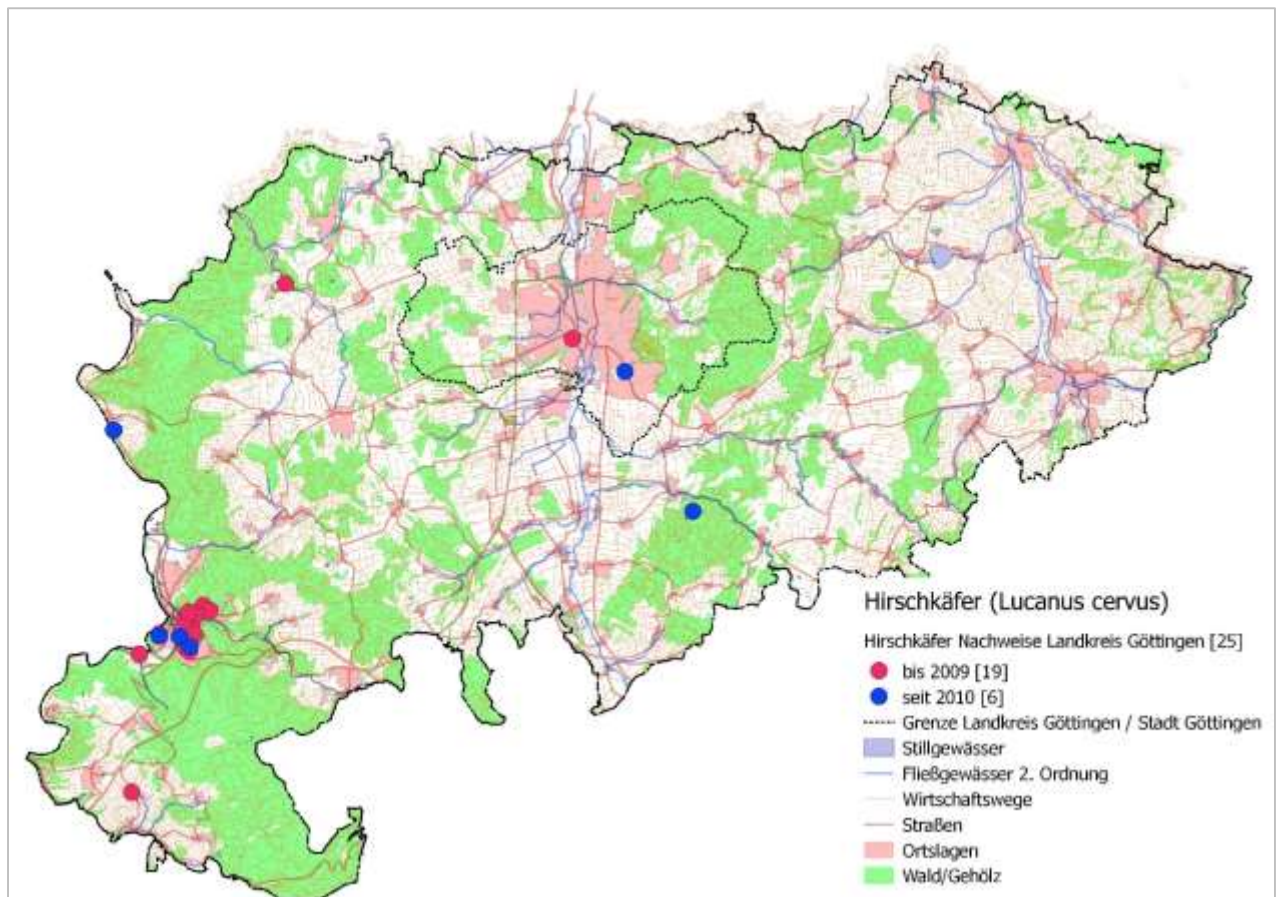 Hirschkäfer (Lucanus cervus)
Hirschkäfer Nachweise Landkreis Göttingen [25]
bis 2009 [19]
seit 2010 [6]
Grenze Landkreis Göttingen / Stadt Göttingen
Stillgewässer
Fließgewässer 2. Ordnung
Wirtschaftswege
Straßen
Ortslagen
Wald/Gehölz